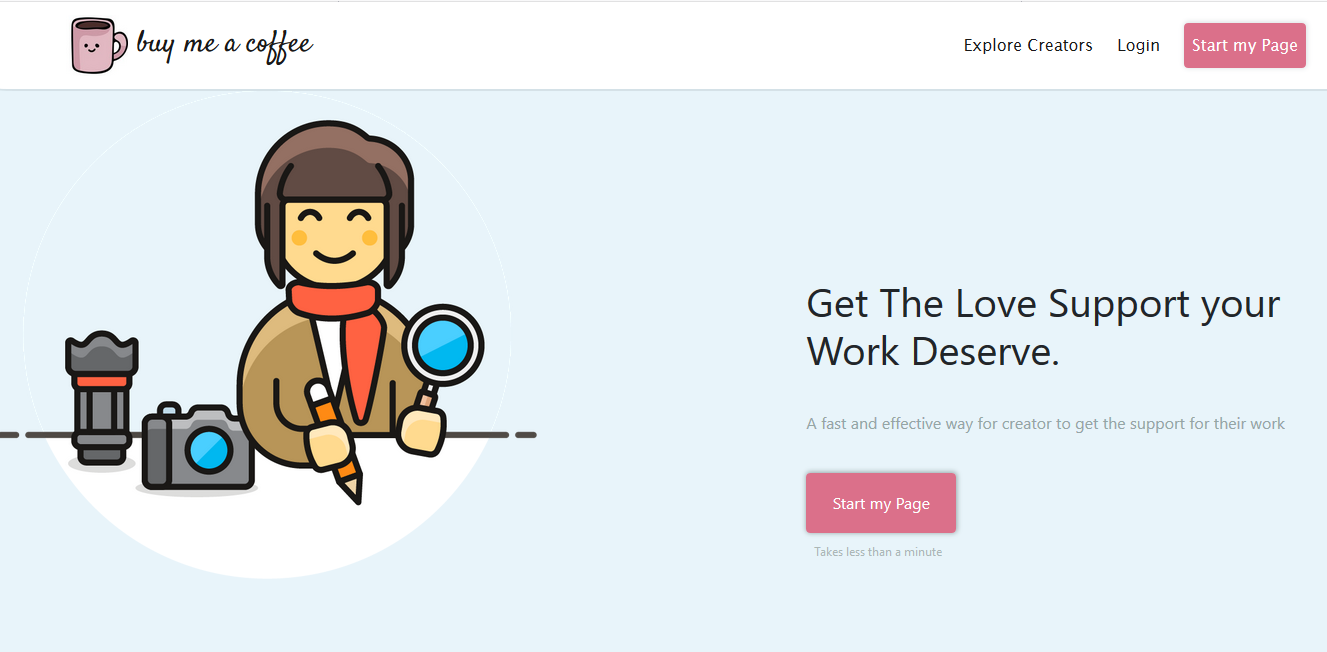 buy me a coffee
Explore Creators
Login
Start my Page
Get The Love Support your
Work Deserve.
A fast and effective way for creator to get the support for their work
Start my Page
Takes less than a minute